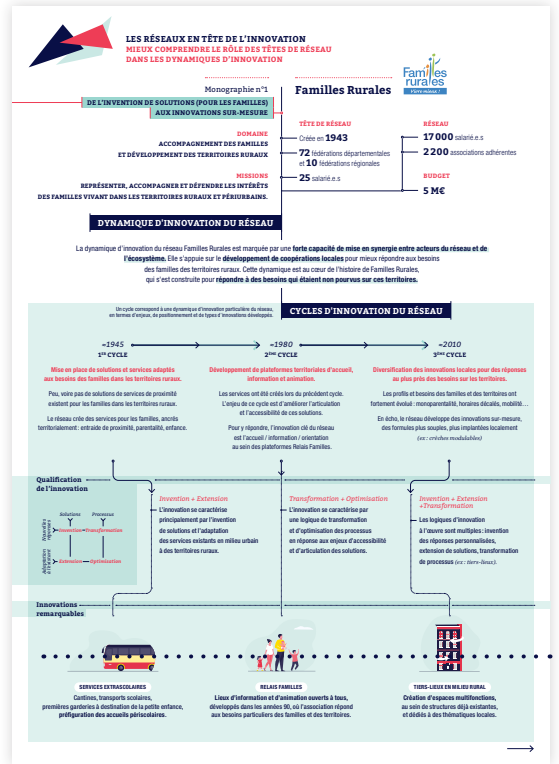 LES RÉSEAUX EN TÊTE DE L'INNOVATION
MIEUX COMPRENDRE LE RÔLE DES TÊTES DE RÉSEAU
DANS LES DYNAMIQUES D'INNOVATION
Monographie n°1
Familles Rurales
Familles
rurales
Vivre mieux !
DE L'INVENTION DE SOLUTIONS (POUR LES FAMILLES)
AUX INNOVATIONS SUR-MESURE
DOMAINE
ACCOMPAGNEMENT DES FAMILLES
ET DÉVELOPPEMENT DES TERRITOIRES RURAUX
MISSIONS
REPRÉSENTER, ACCOMPAGNER ET DÉFENDRE LES INTÉRÊTS
DES FAMILLES VIVANT DANS LES TERRITOIRES RURAUX ET PÉRIURBAINS.
TÊTE DE RÉSEAU
Créée en 1943
72 fédérations départementales
et 10 fédérations régionales
25 salarié.e.s
RÉSEAU
17 000 salarié.e.s
2 200 associations adhérentes
BUDGET
5 M€
DYNAMIQUE D'INNOVATION DU RÉSEAU
La dynamique d'innovation du réseau Familles Rurales est marquée par une forte capacité de mise en synergie entre acteurs du réseau et de
l'écosystème. Elle s'appuie sur le développement de coopérations locales pour mieux répondre aux besoins
des familles des territoires ruraux. Cette dynamique est au cœur de l'histoire de Familles Rurales,
qui s'est construite pour répondre à des besoins qui étaient non pourvus sur ces territoires.
Un cycle correspond à une dynamique d'innovation particulière du réseau,
en termes d'enjeux, de positionnement et de types d'innovations développés.
CYCLES D'INNOVATION DU RÉSEAU
≈1945
1ER CYCLE
Mise en place de solutions et services adaptés
aux besoins des familles dans les territoires ruraux.
Peu, voire pas de solutions de services de proximité
existent pour les familles dans les territoires ruraux.
Le réseau crée des services pour les familles, ancrés
territorialement : entraide de proximité, parentalité, enfance.
≈1980
2ÈME CYCLE
Développement de plateformes territoriales d'accueil,
information et animation.
Les services ont été créés lors du précédent cycle.
L'enjeu de ce cycle est d'améliorer l'articulation
et l'accessibilité de ces solutions.
Pour y répondre, l'innovation clé du réseau
est l'accueil / information / orientation
au sein des plateformes Relais Familles.
≈2010
3ÈME CYCLE
Diversification des innovations locales pour des réponses
au plus près des besoins sur les territoires.
Les profils et besoins des familles et des territoires ont
fortement évolué : monoparentalité, horaires décalés, mobilité…
En écho, le réseau développe des innovations sur-mesure,
des formules plus souples, plus implantées localement
(ex : crèches modulables)
Qualification
de l'innovation
Solutions
Processus
Nouvelles
réponses
Invention
Transformation
Adaptation
à l'existant
Extension
Optimisation
Invention + Extension
L'innovation se caractérise
principalement par l'invention
de solutions et l'adaptation
des services existants en milieu urbain
à des territoires ruraux.
Transformation + Optimisation
L'innovation se caractérise par
une logique de transformation
et d'optimisation des processus
en réponse aux enjeux d'accessibilité
et d'articulation des solutions.
Invention + Extension
+Transformation
Les logiques d'innovation
à l'œuvre sont multiples : invention
des réponses personnalisées,
extension de solutions, transformation
de processus (ex : tiers-lieux).
Innovations
remarquables
SERVICES EXTRASCOLAIRES
Cantines, transports scolaires,
premières garderies à destination de la petite enfance,
préfiguration des accueils périscolaires.
RELAIS FAMILLES
Lieux d'information et d'animation ouverts à tous,
développés dans les années 90, où l'association répond
aux besoins particuliers des familles et des territoires.
TIERS-LIEUX EN MILIEU RURAL
Création d'espaces multifonctions,
au sein de structures déjà existantes,
et dédiés à des thématiques locales.